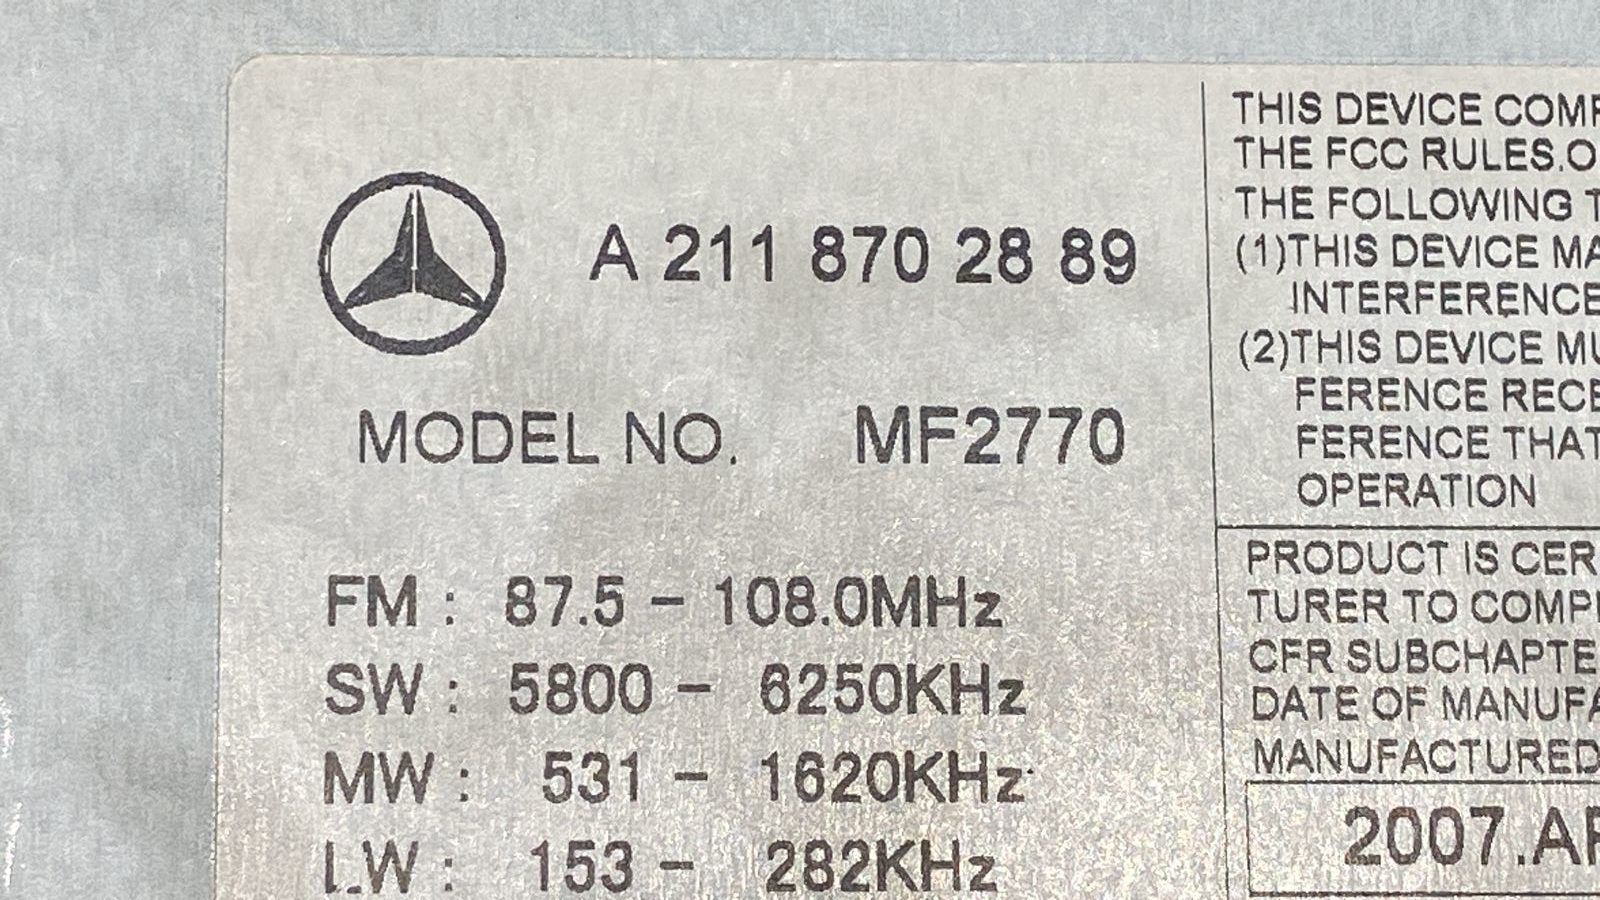 A 211 870 28 89
MODEL NO. MF2770
FM : 87.5 - 108.0MHz
SW : 5800 - 6250KHz
MW : 531 - 1620KHz
LW : 153 - 282KHz
THIS DEVICE COMP
THE FCC RULES.O
THE FOLLOWING T
(1)THIS DEVICE MA
INTERFERENCE
(2)THIS DEVICE MU
FERENCE RECE
FERENCE THAT
OPERATION
PRODUCT IS CER
TURER TO COMPL
CFR SUBCHAPTE
DATE OF MANUFA
MANUFACTURED
2007.AP